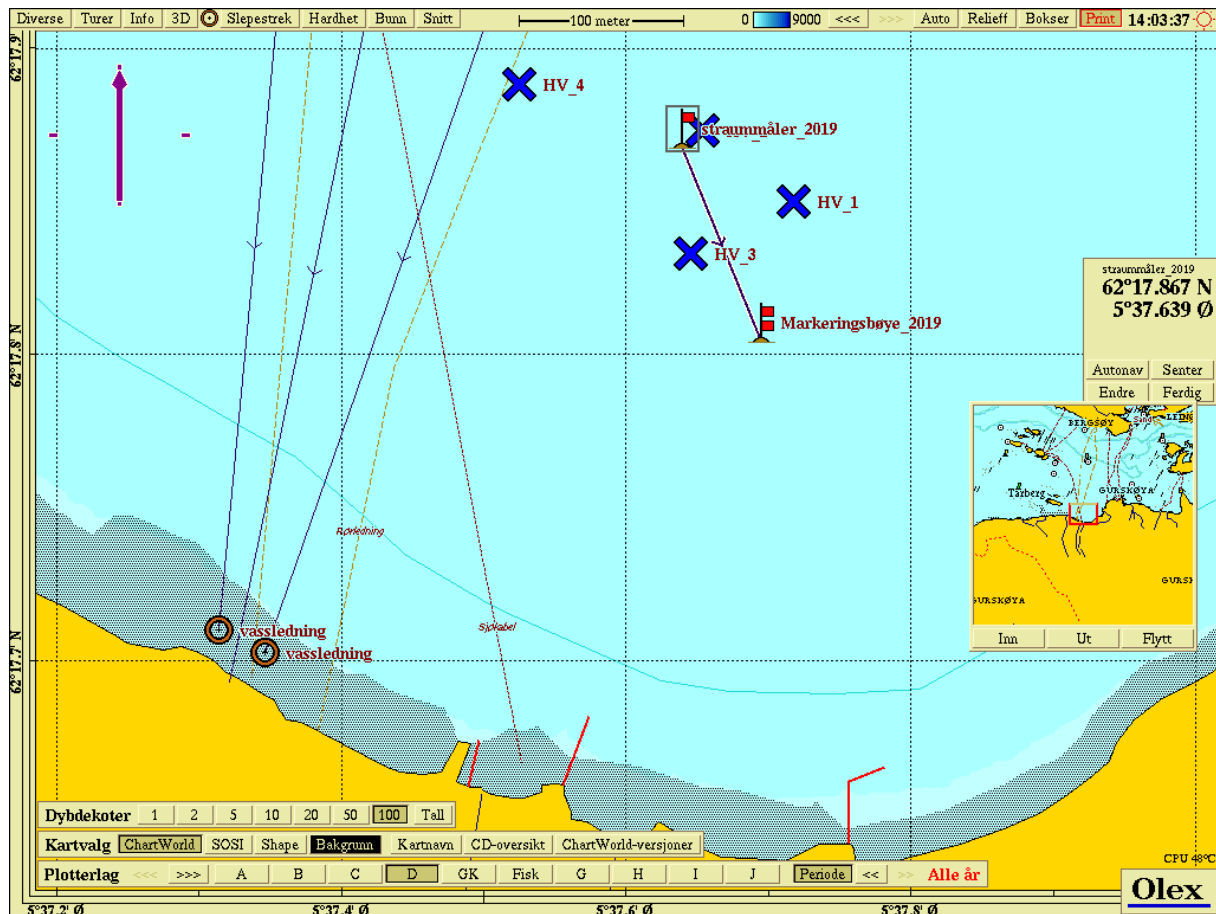 Diverse Turer Info 3D Slepestrek Hardhet Bunn Snitt 100 meter 0 9000 <<< >>> Auto Relieff Bokser Print 14:03:37
62°17.9'
HV_4
straummåler_2019
HV_1
HV_3
straummåler_2019
62°17.867 N
5°37.639 Ø
Markeringsbøye_2019
62°17.8' N
Autonav Senter
Endre Ferdig
BERGSØY
Tarberg
GURSKØYA
GURSKØYA
Inn Ut Flytt
Rørledning
Sjøkabel
vassledning
vassledning
62°17.7' N
Dybdekoter 1 2 5 10 20 50 100 Tall
Kartvalg ChartWorld SOSI Shape Bakgrunn Kartnavn CD-oversikt ChartWorld-versjoner
CPU 48°C
Plotterlag <<< >>> A B C D GK Fisk G H I J Periode << >> Alle år
Olex
5°37.2' Ø 5°37.4' Ø 5°37.6' Ø 5°37.8' Ø